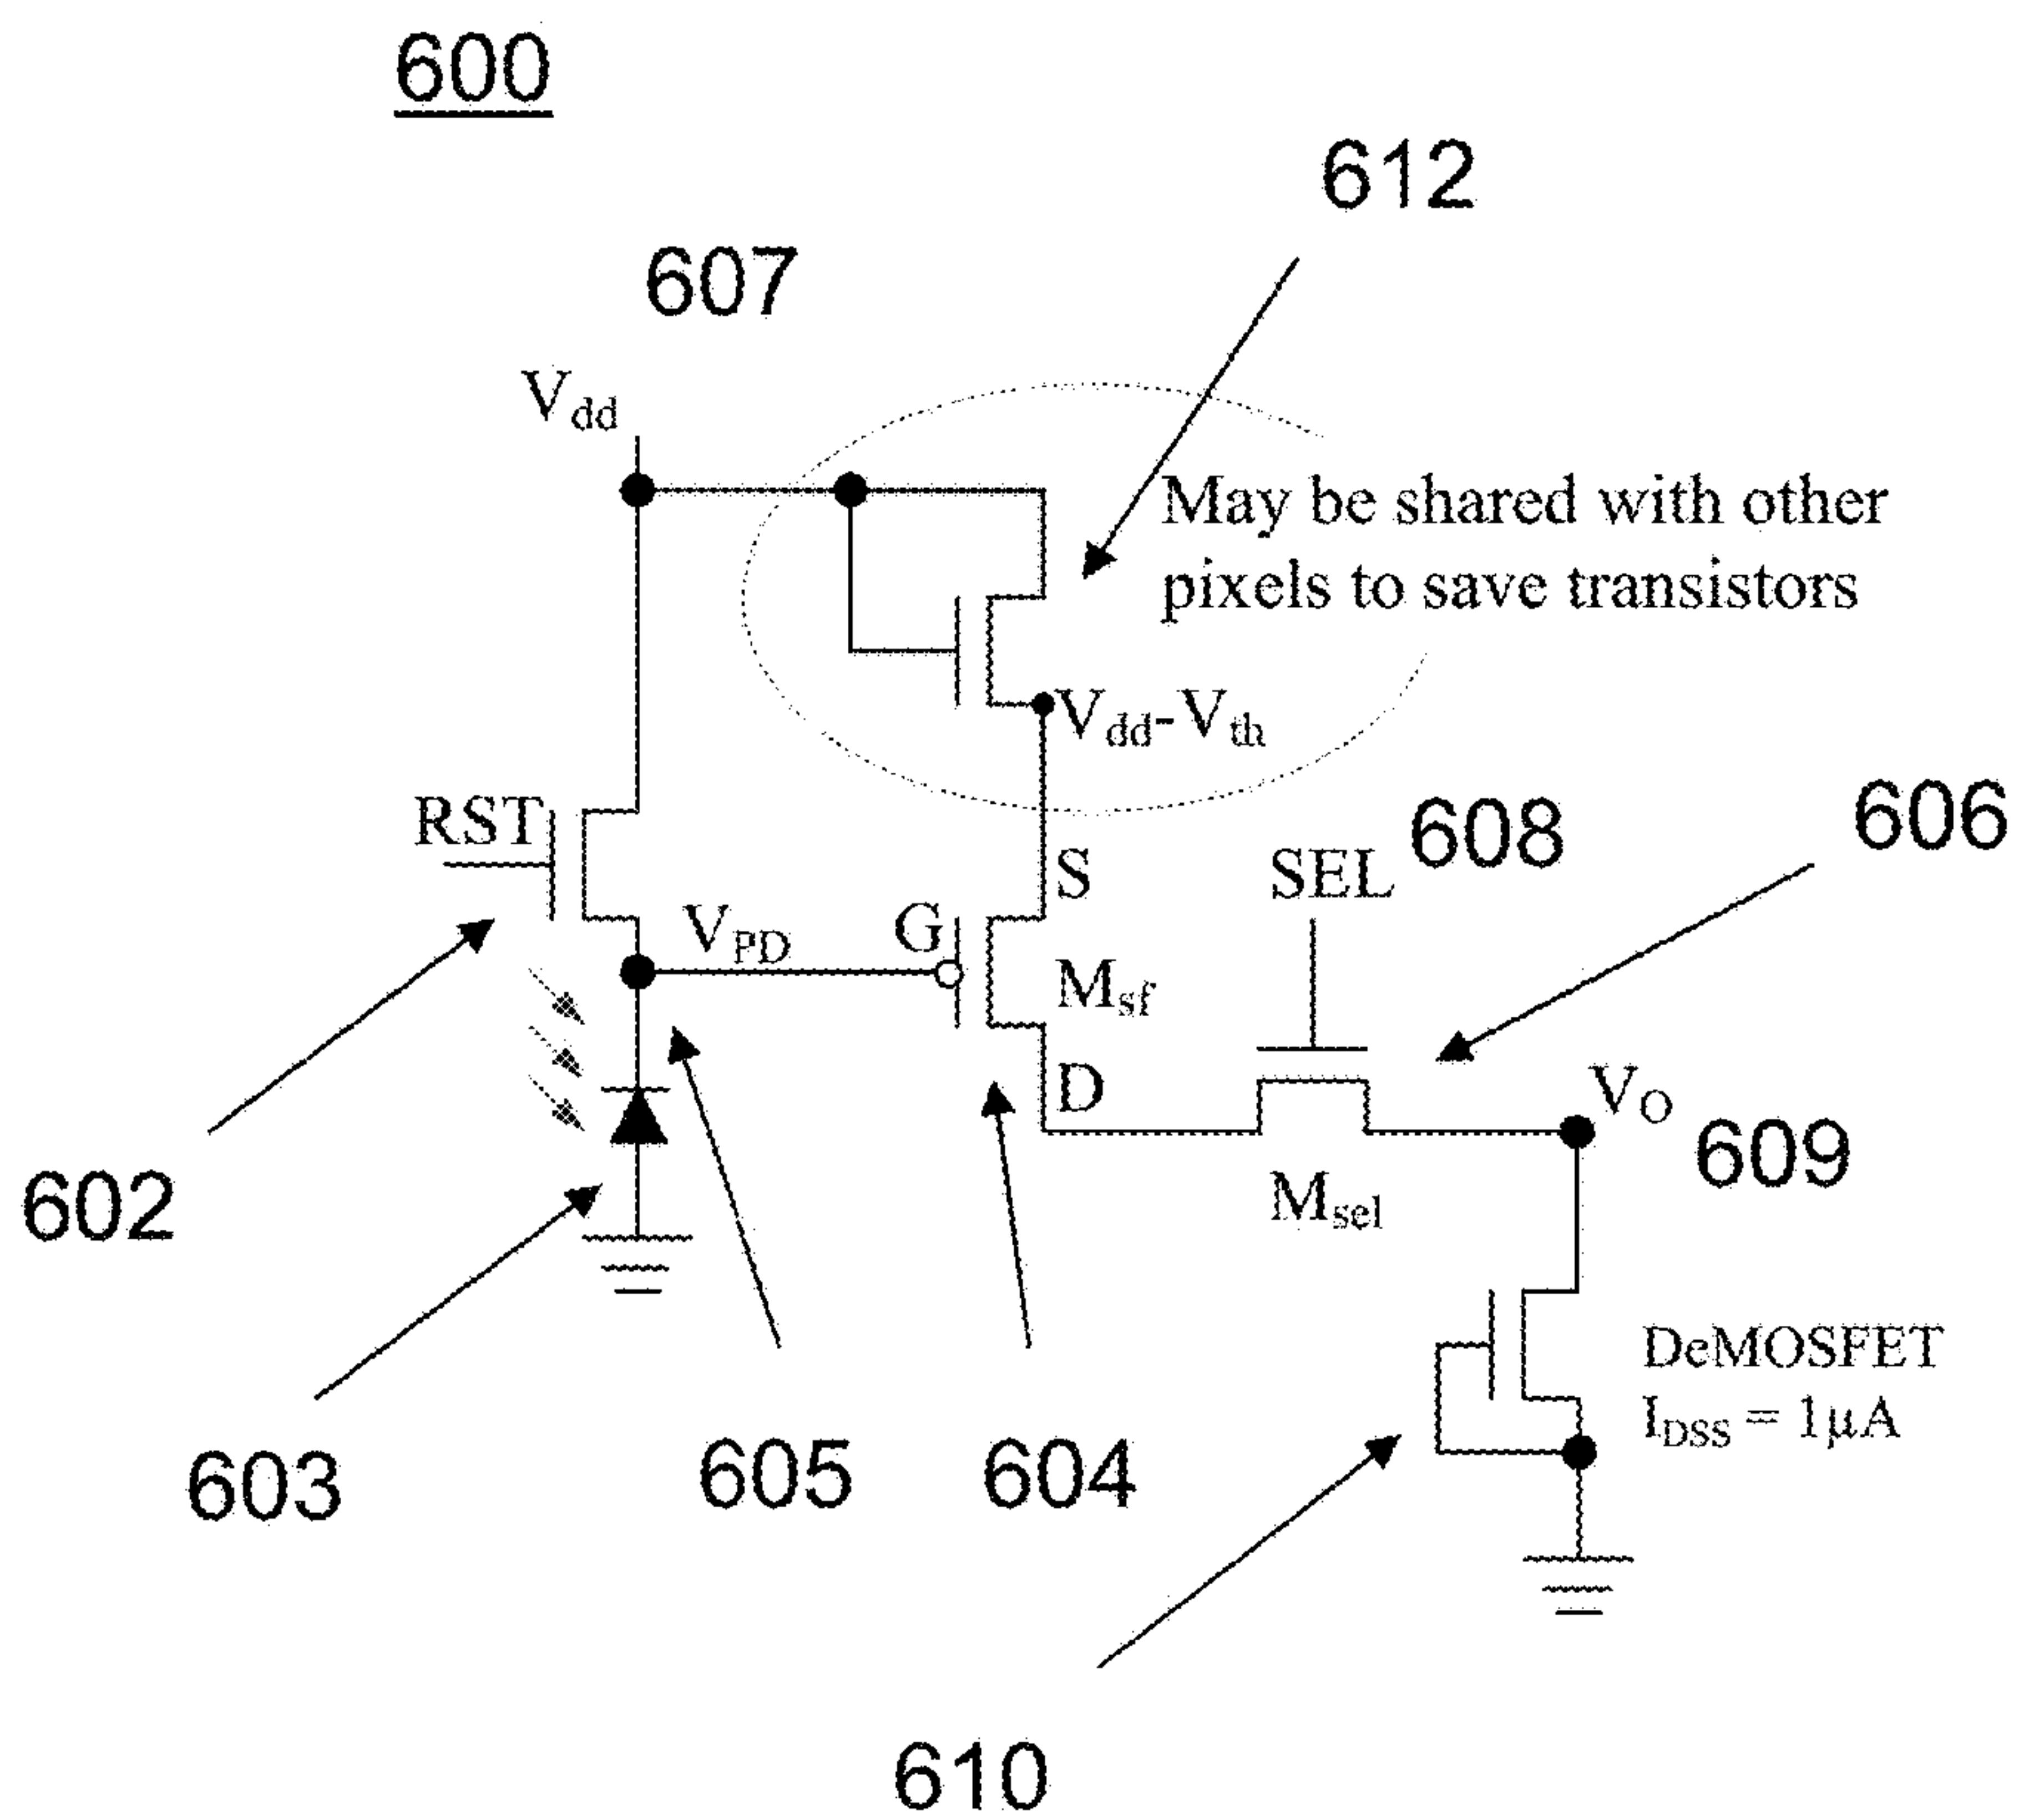 600
612
607
Vdd
May be shared with other
pixels to save transistors
Vdd-Vth
RST
S
SEL
608
606
VPD
G
Msf
D
VO
609
Msel
602
603
605
604
DeMOSFET
IDSS = 1μA
610